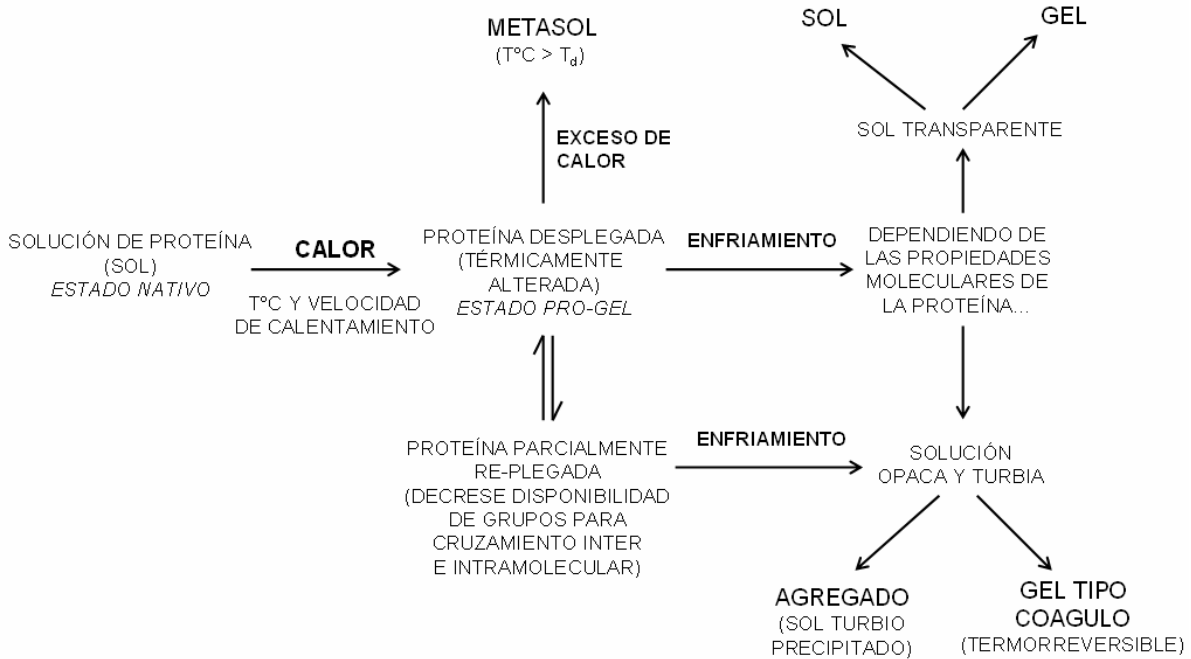 METASOL
(T°C > Td)
SOL
GEL
EXCESO DE
CALOR
SOL TRANSPARENTE
SOLUCIÓN DE PROTEÍNA
(SOL)
ESTADO NATIVO
CALOR
T°C Y VELOCIDAD
DE CALENTAMIENTO
PROTEÍNA DESPLEGADA
(TÉRMICAMENTE
ALTERADA)
ESTADO PRO-GEL
ENFRIAMIENTO
DEPENDIENDO DE
LAS PROPIEDADES
MOLECULARES DE
LA PROTEÍNA...
PROTEÍNA PARCIALMENTE
RE-PLEGADA
(DECRESE DISPONIBILIDAD
DE GRUPOS PARA
CRUZAMIENTO INTER
E INTRAMOLECULAR)
ENFRIAMIENTO
SOLUCIÓN
OPACA Y TURBIA
AGREGADO
(SOL TURBIO
PRECIPITADO)
GEL TIPO
COAGULO
(TERMORREVERSIBLE)